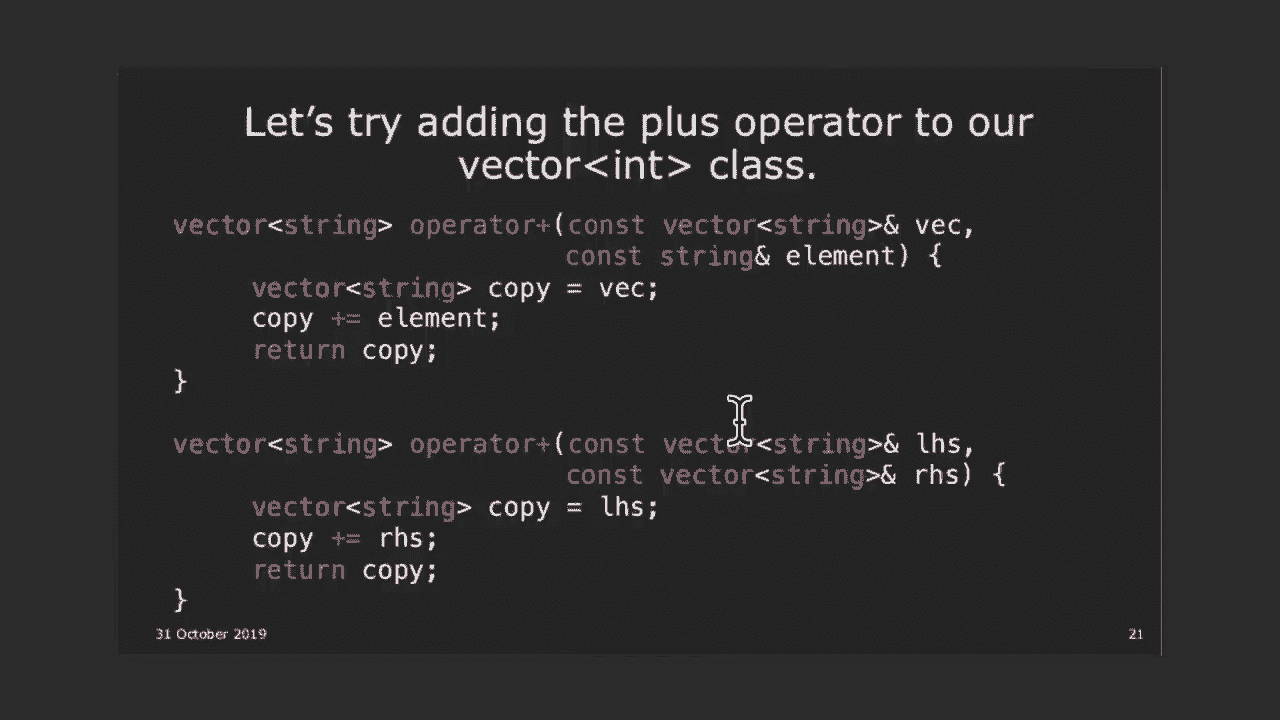 Let's try adding the plus operator to our
vector<int> class.
vector<string> operator+(const vector<string>& vec,
const string& element) {
vector<string> copy = vec;
copy += element;
return copy;
}
vector<string> operator+(const vector<string>& lhs,
const vector<string>& rhs) {
vector<string> copy = lhs;
copy += rhs;
return copy;
}
31 October 2019
21